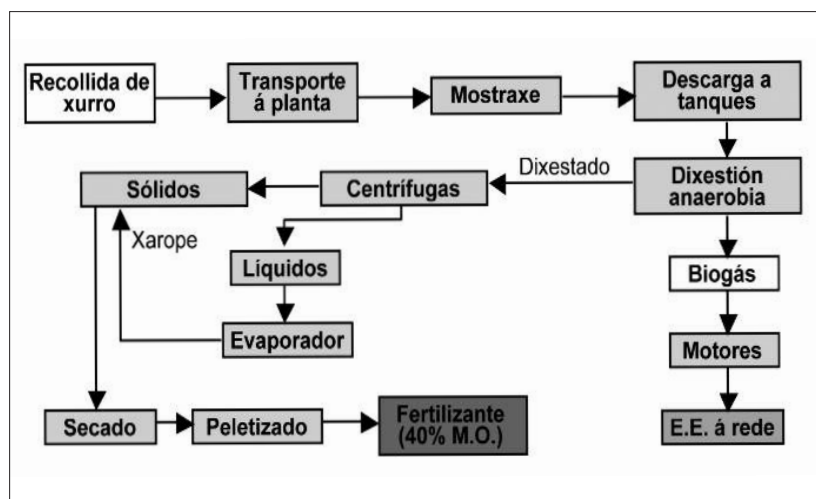 Recollida de
xurro
Transporte
á planta
Mostraxe
Descarga a
tanques
Sólidos
Centrífugas
Dixestado
Dixestión
anaerobia
Xarope
Líquidos
Biogás
Evaporador
Motores
Secado
Peletizado
Fertilizante
(40% M.O.)
E.E. á rede